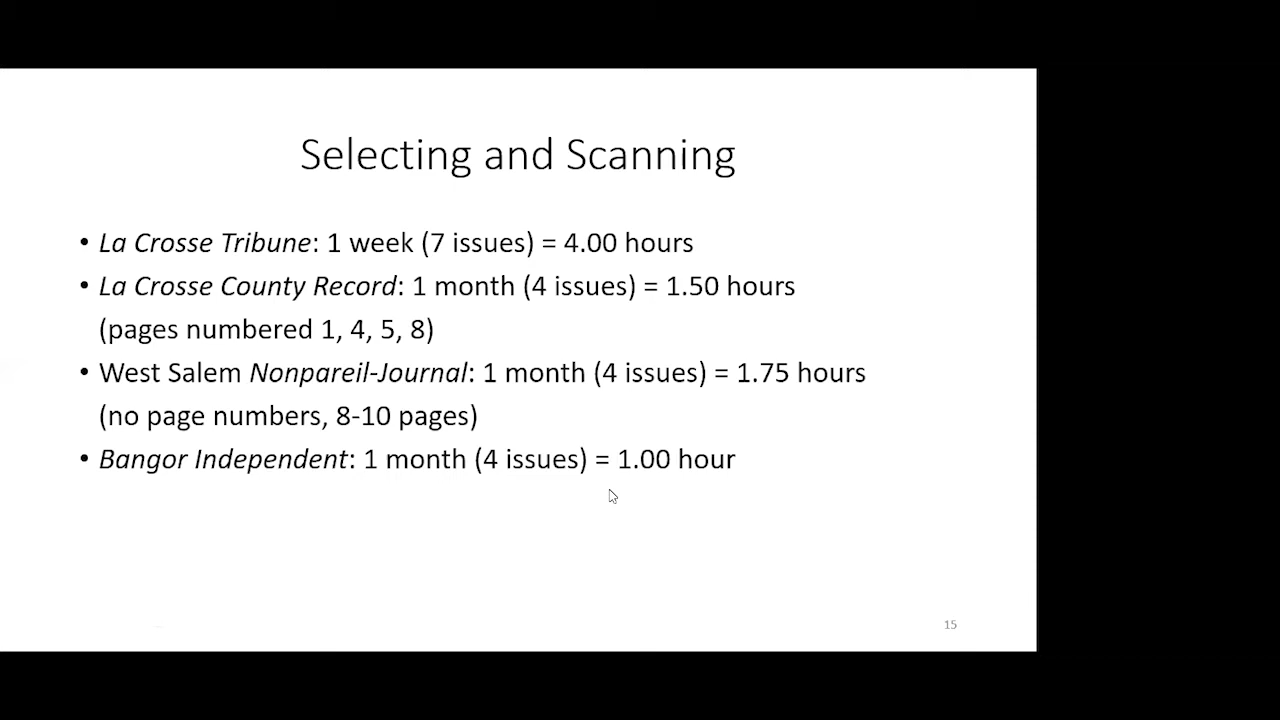 Selecting and Scanning
• La Crosse Tribune: 1 week (7 issues) = 4.00 hours
• La Crosse County Record: 1 month (4 issues) = 1.50 hours
(pages numbered 1, 4, 5, 8)
• West Salem Nonpareil-Journal: 1 month (4 issues) = 1.75 hours
(no page numbers, 8-10 pages)
• Bangor Independent: 1 month (4 issues) = 1.00 hour
15